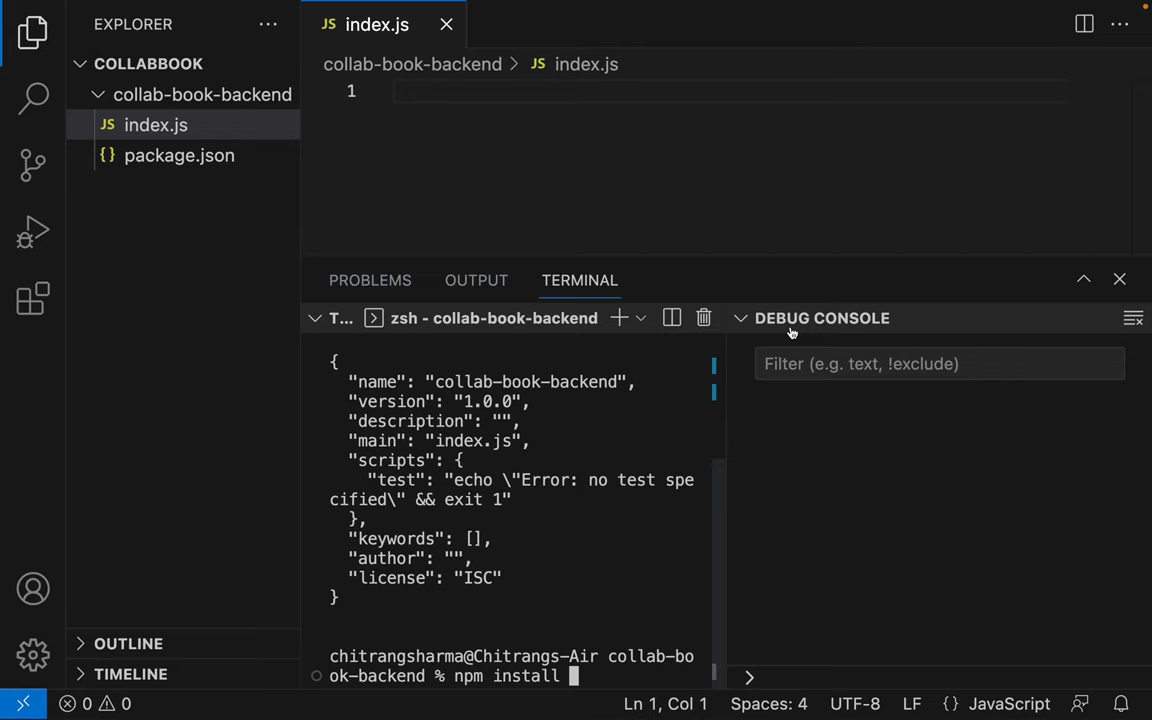 EXPLORER
COLLABBOOK
collab-book-backend
JS index.js
{} package.json
OUTLINE
TIMELINE
JS index.js
collab-book-backend > JS index.js
1
PROBLEMS OUTPUT TERMINAL
T... zsh - collab-book-backend
{
"name": "collab-book-backend",
"version": "1.0.0",
"description": "",
"main": "index.js",
"scripts": {
"test": "echo \"Error: no test spe
cified\" && exit 1"
},
"keywords": [],
"author": "",
"license": "ISC"
}
chitrangsharma@Chitrangs-Air collab-bo
ok-backend % npm install
DEBUG CONSOLE
Filter (e.g. text, !exclude)
>
0 0 Ln 1, Col 1 Spaces: 4 UTF-8 LF {} JavaScript